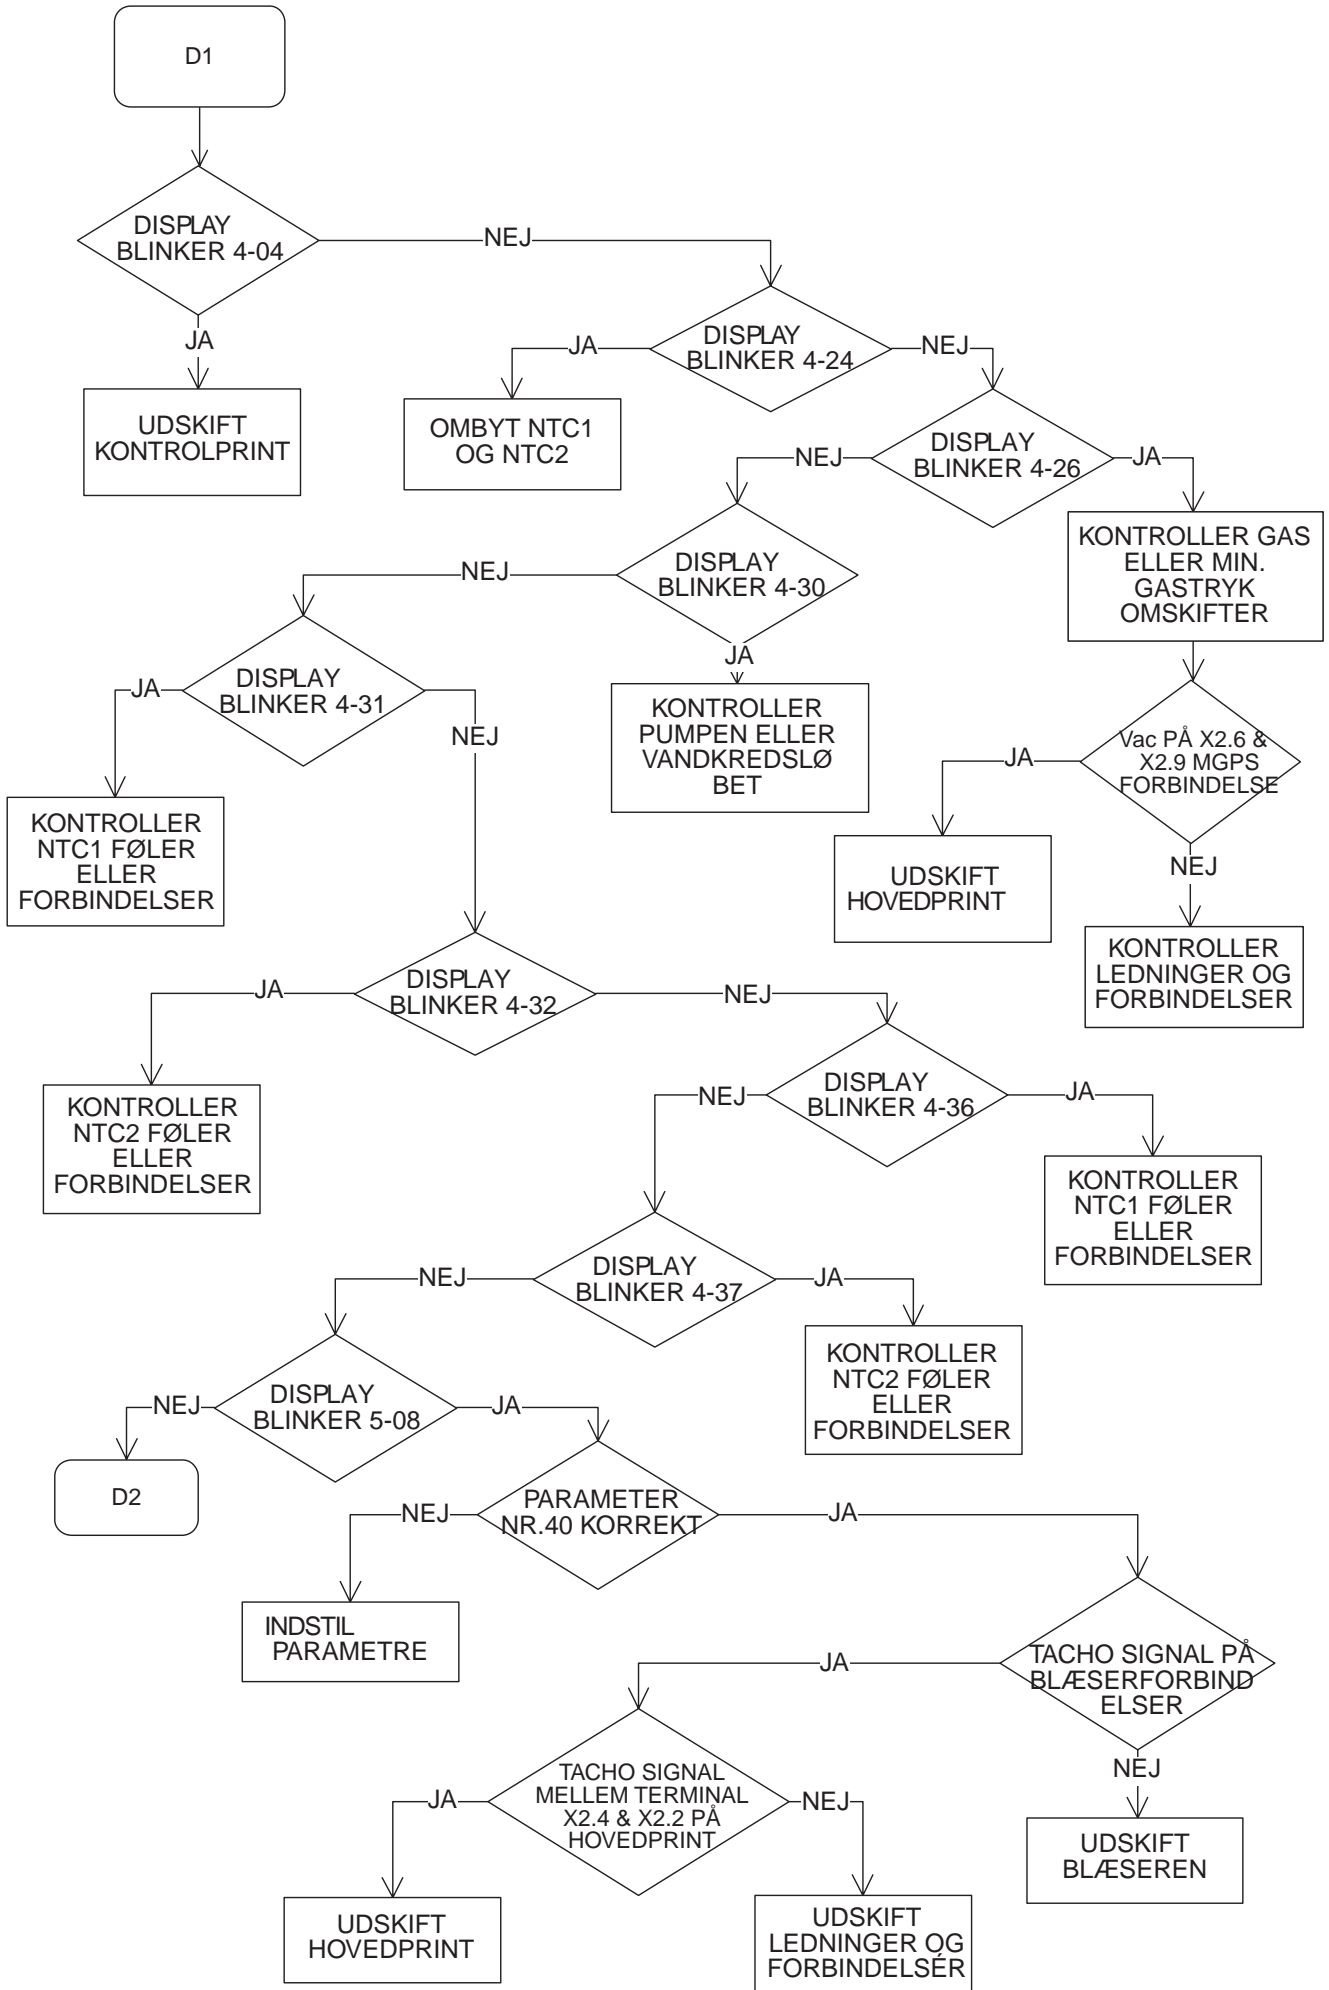 D1
DISPLAY
BLINKER 4-04
NEJ
JA
UDSKIFT
KONTROLPRINT
DISPLAY
BLINKER 4-24
JA
NEJ
OMBYT NTC1
OG NTC2
DISPLAY
BLINKER 4-26
NEJ
JA
KONTROLLER GAS
ELLER MIN.
GASTRYK
OMSKIFTER
DISPLAY
BLINKER 4-30
NEJ
JA
KONTROLLER
PUMPEN ELLER
VANDKREDSLØ
BET
Vac PÅ X2.6 &
X2.9 MGPS
FORBINDELSE
JA
NEJ
UDSKIFT
HOVEDPRINT
KONTROLLER
LEDNINGER OG
FORBINDELSER
DISPLAY
BLINKER 4-31
JA
NEJ
KONTROLLER
NTC1 FØLER
ELLER
FORBINDELSER
DISPLAY
BLINKER 4-32
JA
NEJ
KONTROLLER
NTC2 FØLER
ELLER
FORBINDELSER
DISPLAY
BLINKER 4-36
NEJ
JA
KONTROLLER
NTC1 FØLER
ELLER
FORBINDELSER
DISPLAY
BLINKER 4-37
NEJ
JA
KONTROLLER
NTC2 FØLER
ELLER
FORBINDELSER
DISPLAY
BLINKER 5-08
NEJ
JA
D2
PARAMETER
NR.40 KORREKT
NEJ
JA
INDSTIL
PARAMETRE
TACHO SIGNAL PÅ
BLÆSERFORBIND
ELSER
JA
NEJ
UDSKIFT
BLÆSEREN
TACHO SIGNAL
MELLEM TERMINAL
X2.4 & X2.2 PÅ
HOVEDPRINT
JA
NEJ
UDSKIFT
HOVEDPRINT
UDSKIFT
LEDNINGER OG
FORBINDELSÉR